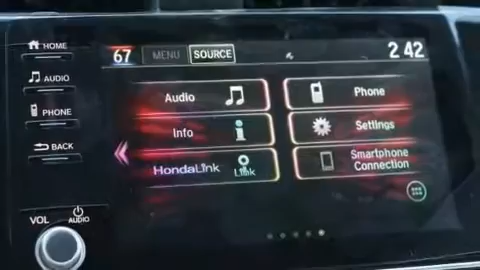 HOME
AUDIO
PHONE
BACK
VOL AUDIO
67 MENU SOURCE 2 42
Audio Phone
Info Settings
HondaLink Link Smartphone
Connection